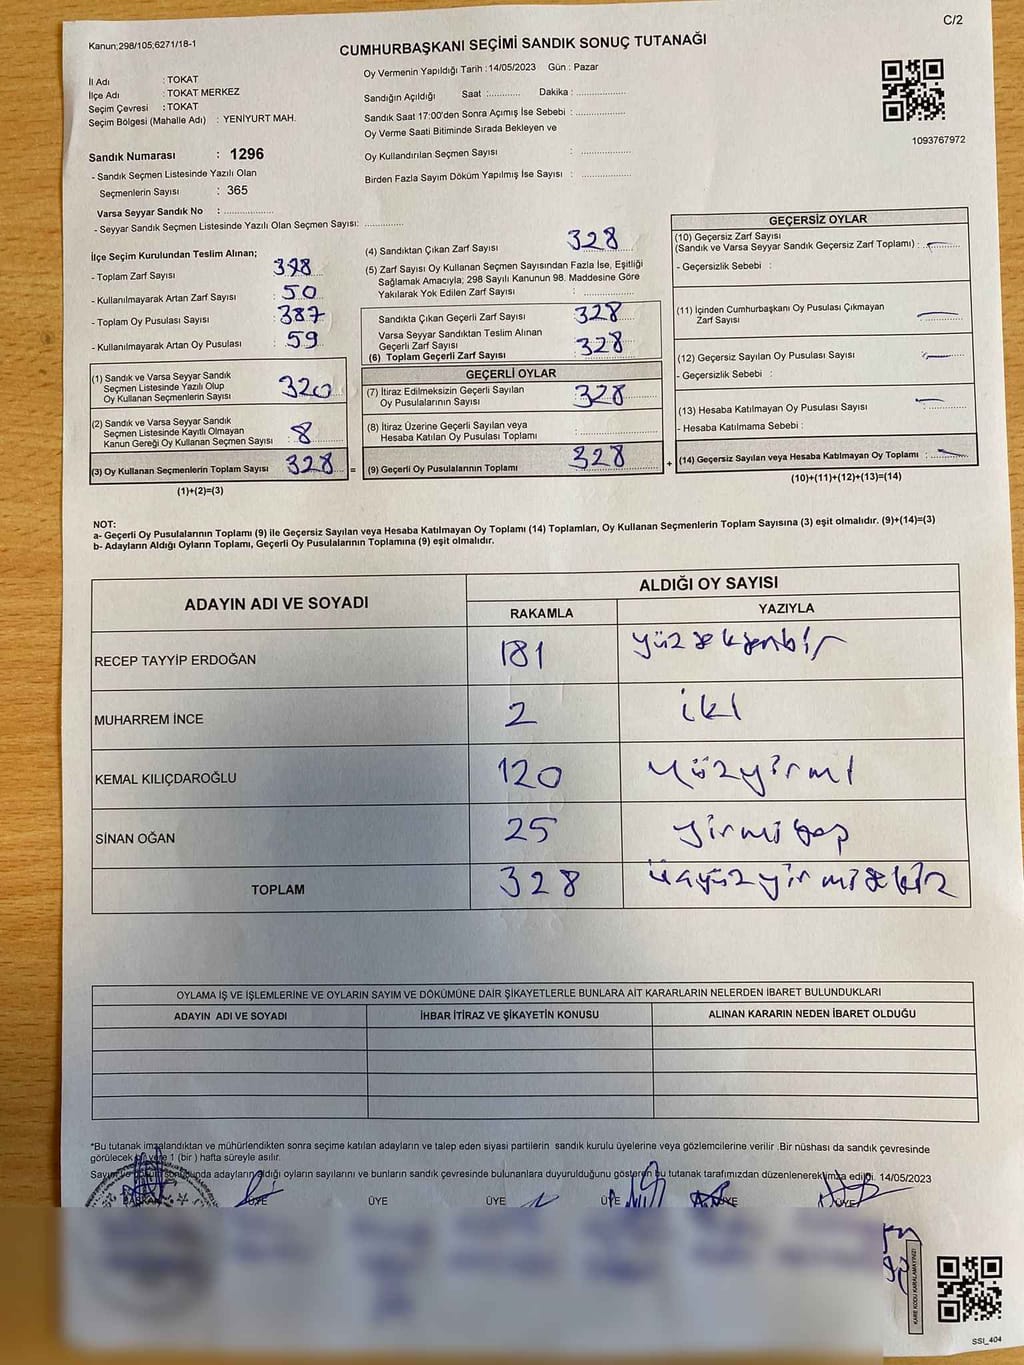 C/2
Kanun;298/105;6271/18-1
CUMHURBAŞKANI SEÇİMİ SANDIK SONUÇ TUTANAĞI
İl Adı : TOKAT
İlçe Adı : TOKAT MERKEZ
Seçim Çevresi : TOKAT
Seçim Bölgesi (Mahalle Adı) : YENİYURT MAH.
Sandık Numarası : 1296
- Sandık Seçmen Listesinde Yazılı Olan
Seçmenlerin Sayısı : 365
Varsa Seyyar Sandık No : ..................
- Seyyar Sandık Seçmen Listesinde Yazılı Olan Seçmen Sayısı: .............
Oy Vermenin Yapıldığı Tarih : 14/05/2023 Gün : Pazar
Sandığın Açıldığı Saat :........... Dakika : .................
Sandık Saat 17:00'den Sonra Açımış İse Sebebi : .................
Oy Verme Saati Bitiminde Sırada Bekleyen ve
Oy Kullandırılan Seçmen Sayısı : .................
Birden Fazla Sayım Döküm Yapılmış İse Sayısı : .................
1093767972
İlçe Seçim Kurulundan Teslim Alınan;
- Toplam Zarf Sayısı : 378
- Kullanılmayarak Artan Zarf Sayısı : 50
- Toplam Oy Pusulası Sayısı : 387
- Kullanılmayarak Artan Oy Pusulası : 59
(1) Sandık ve Varsa Seyyar Sandık
Seçmen Listesinde Yazılı Olup
Oy Kullanan Seçmenlerin Sayısı : 320
(2) Sandık ve Varsa Seyyar Sandık
Seçmen Listesinde Kayıtlı Olmayan
Kanun Gereği Oy Kullanan Seçmen Sayısı : 8
(3) Oy Kullanan Seçmenlerin Toplam Sayısı : 328 =
(1)+(2)=(3)
(4) Sandıktan Çıkan Zarf Sayısı : 328
(5) Zarf Sayısı Oy Kullanan Seçmen Sayısından Fazla İse, Eşitliği
Sağlamak Amacıyla; 298 Sayılı Kanunun 98. Maddesine Göre
Yakılarak Yok Edilen Zarf Sayısı : .................
Sandıkta Çıkan Geçerli Zarf Sayısı : 328
Varsa Seyyar Sandıktan Teslim Alınan
Geçerli Zarf Sayısı : 328
(6) Toplam Geçerli Zarf Sayısı
GEÇERLİ OYLAR
(7) İtiraz Edilmeksizin Geçerli Sayılan
Oy Pusulalarının Sayısı : 328
(8) İtiraz Üzerine Geçerli Sayılan veya
Hesaba Katılan Oy Pusulası Toplamı : .................
(9) Geçerli Oy Pusulalarının Toplamı : 328 +
GEÇERSİZ OYLAR
(10) Geçersiz Zarf Sayısı
(Sandık ve Varsa Seyyar Sandık Geçersiz Zarf Toplamı) : -
- Geçersizlik Sebebi :
(11) İçinden Cumhurbaşkanı Oy Pusulası Çıkmayan
Zarf Sayısı : -
(12) Geçersiz Sayılan Oy Pusulası Sayısı : -
- Geçersizlik Sebebi :
(13) Hesaba Katılmayan Oy Pusulası Sayısı : -
- Hesaba Katılmama Sebebi :
(14) Geçersiz Sayılan veya Hesaba Katılmayan Oy Toplamı : -
(10)+(11)+(12)+(13)=(14)
NOT:
a- Geçerli Oy Pusulalarının Toplamı (9) ile Geçersiz Sayılan veya Hesaba Katılmayan Oy Toplamı (14) Toplamları, Oy Kullanan Seçmenlerin Toplam Sayısına (3) eşit olmalıdır. (9)+(14)=(3)
b- Adayların Aldığı Oyların Toplamı, Geçerli Oy Pusulalarının Toplamına (9) eşit olmalıdır.
ADAYIN ADI VE SOYADI ALDIĞI OY SAYISI
RAKAMLA YAZIYLA
RECEP TAYYİP ERDOĞAN 181 yüzseksenbir
MUHARREM İNCE 2 iki
KEMAL KILIÇDAROĞLU 120 yüzyirmi
SİNAN OĞAN 25 yirmibeş
TOPLAM 328 üçyüzyirmisekiz
OYLAMA İŞ VE İŞLEMLERİNE VE OYLARIN SAYIM VE DÖKÜMÜNE DAİR ŞİKAYETLERLE BUNLARA AİT KARARLARIN NELERDEN İBARET BULUNDUKLARI
ADAYIN ADI VE SOYADI İHBAR İTİRAZ VE ŞİKAYETİN KONUSU ALINAN KARARIN NEDEN İBARET OLDUĞU
*Bu tutanak imzalandıktan ve mühürlendikten sonra seçime katılan adayların ve talep eden siyasi partilerin sandık kurulu üyelerine veya gözlemcilerine verilir .Bir nüshası da sandık çevresinde
görülecek bir yere 1 (bir ) hafta süreyle asılır.
Sayım ve döküm sonucunda adayların aldığı oyların sayılarını ve bunların sandık çevresinde bulunanlara duyurulduğunu gösteren bu tutanak tarafımızdan düzenlenerek imza edildi. 14/05/2023
BAŞKAN ÜYE ÜYE ÜYE ÜYE ÜYE ÜYE
KARE KODU KARALAMAYINIZ!
SSI_404